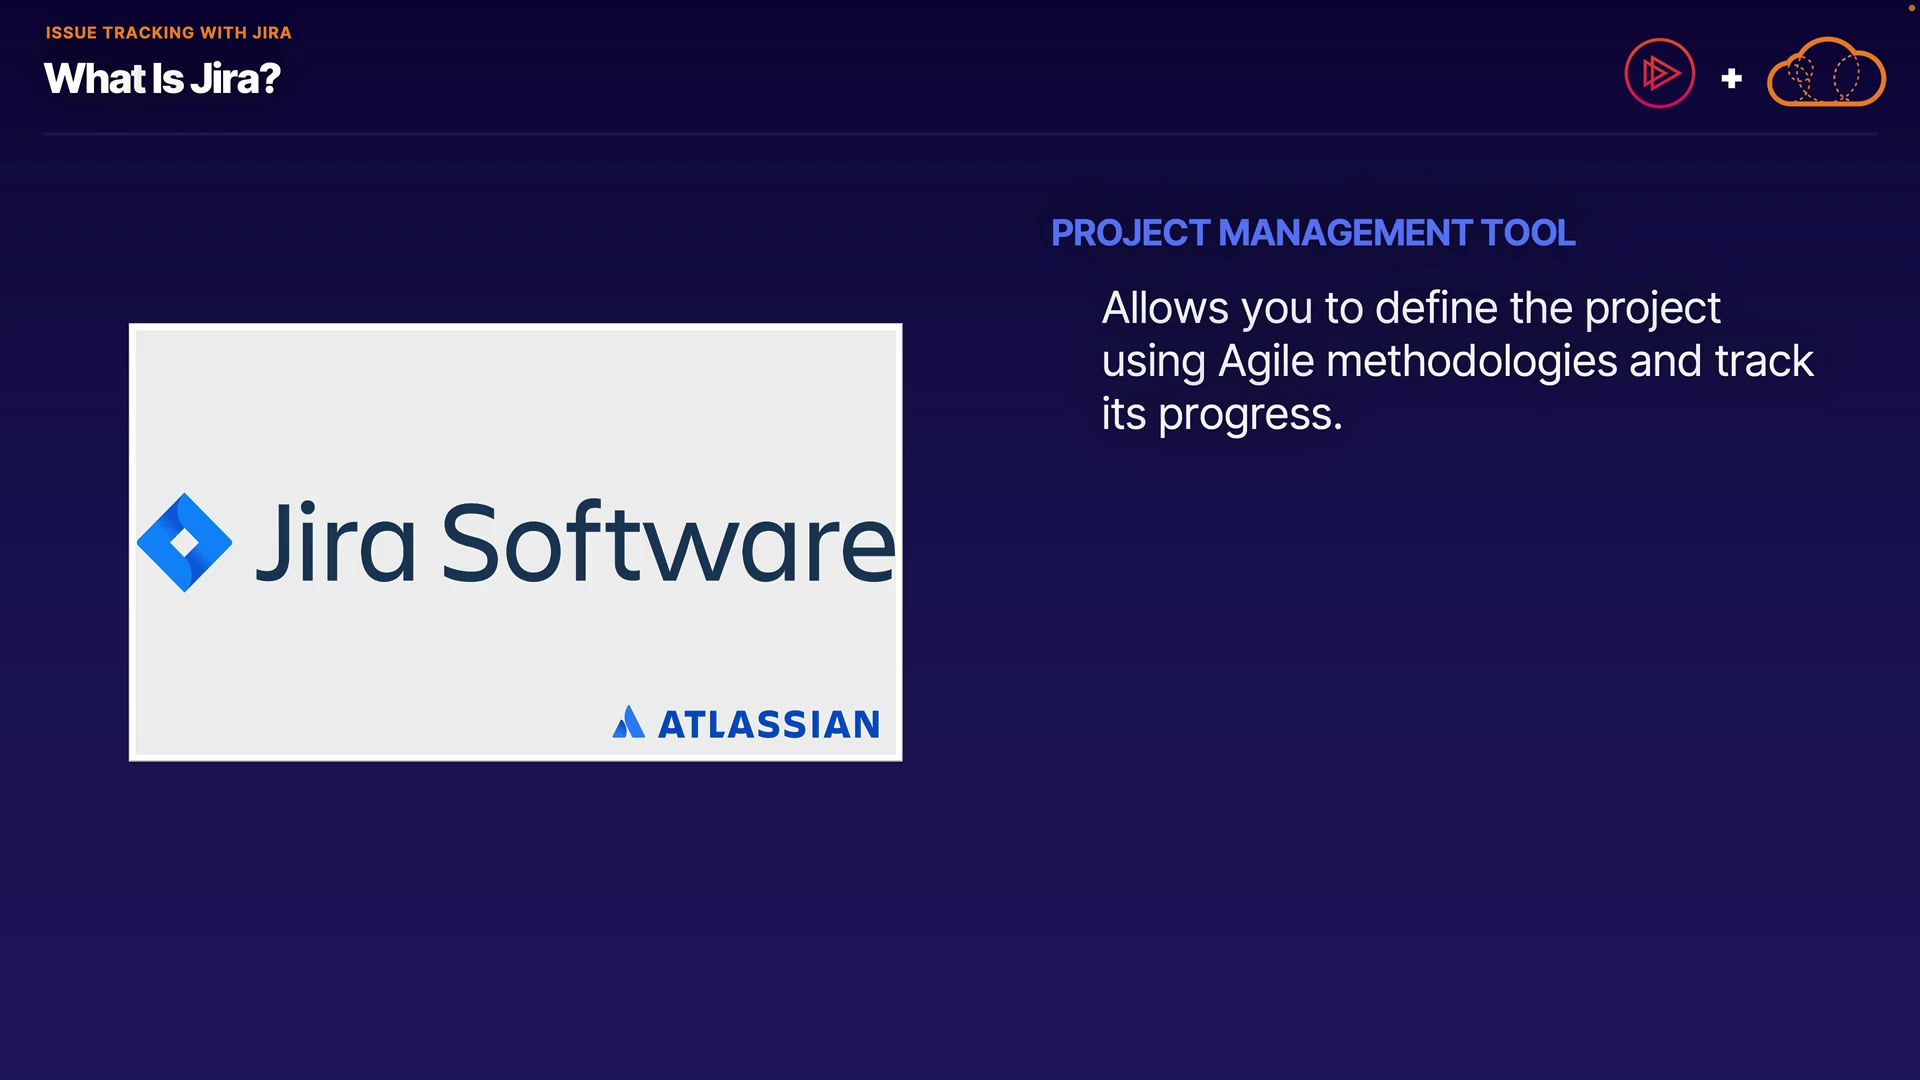 ISSUE TRACKING WITH JIRA
What Is Jira?
+
PROJECT MANAGEMENT TOOL
Allows you to define the project
using Agile methodologies and track
its progress.
Jira Software
ATLASSIAN